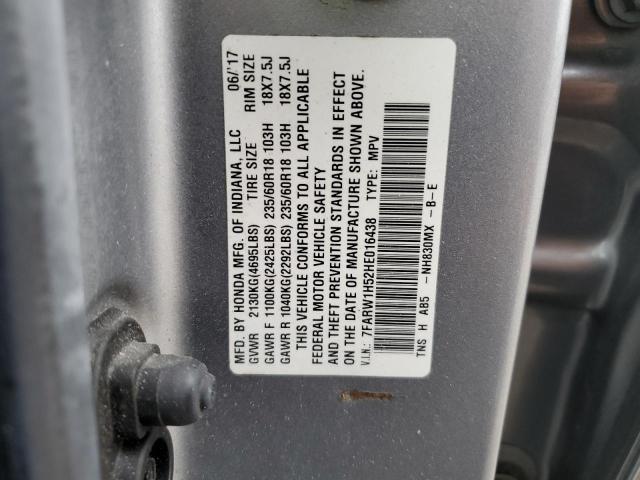 MFD. BY HONDA MFG. OF INDIANA, LLC 06/'17
GVWR 2130KG(4695LBS) TIRE SIZE RIM SIZE
GAWR F 1100KG(2425LBS) 235/60R18 103H 18X7.5J
GAWR R 1040KG(2292LBS) 235/60R18 103H 18X7.5J
THIS VEHICLE CONFORMS TO ALL APPLICABLE
FEDERAL MOTOR VEHICLE SAFETY
AND THEFT PREVENTION STANDARDS IN EFFECT
ON THE DATE OF MANUFACTURE SHOWN ABOVE.
V.I.N.: 7FARW1H52HE016438 TYPE: MPV
TNS H AB5 -NH830MX -B-E